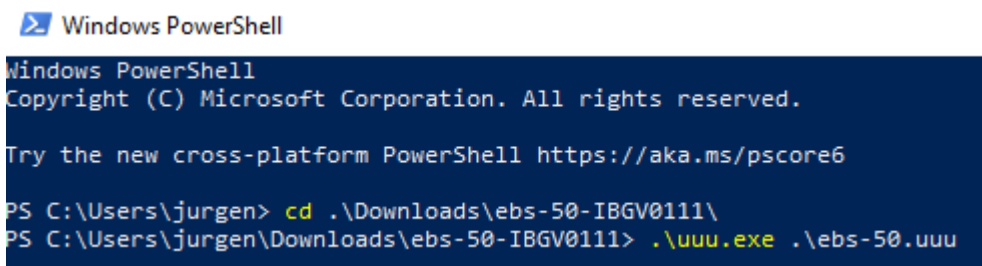 Windows PowerShell
Windows PowerShell
Copyright (C) Microsoft Corporation. All rights reserved.
Try the new cross-platform PowerShell https://aka.ms/pscore6
PS C:\Users\jurgen> cd .\Downloads\ebs-50-IBGV0111\
PS C:\Users\jurgen\Downloads\ebs-50-IBGV0111> .\uuu.exe .\ebs-50.uuu